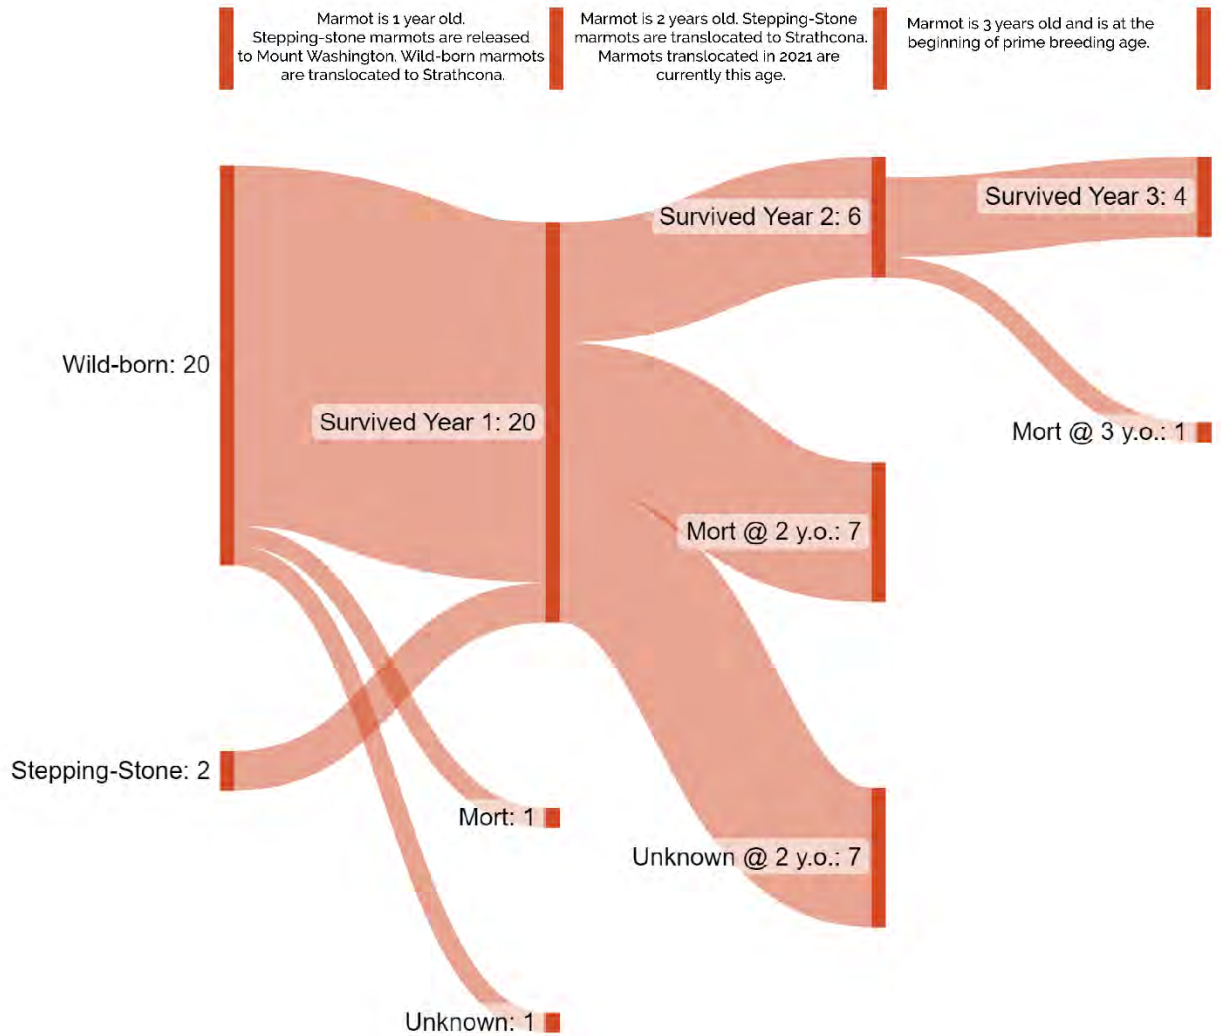 Marmot is 1 year old.
Stepping-stone marmots are released
to Mount Washington. Wild-born marmots
are translocated to Strathcona.
Marmot is 2 years old. Stepping-Stone
marmots are translocated to Strathcona.
Marmots translocated in 2021 are
currently this age.
Marmot is 3 years old and is at the
beginning of prime breeding age.
Survived Year 2: 6
Survived Year 3: 4
Wild-born: 20
Survived Year 1: 20
Mort @ 3 y.o.: 1
Mort @ 2 y.o.: 7
Stepping-Stone: 2
Mort: 1
Unknown @ 2 y.o.: 7
Unknown: 1